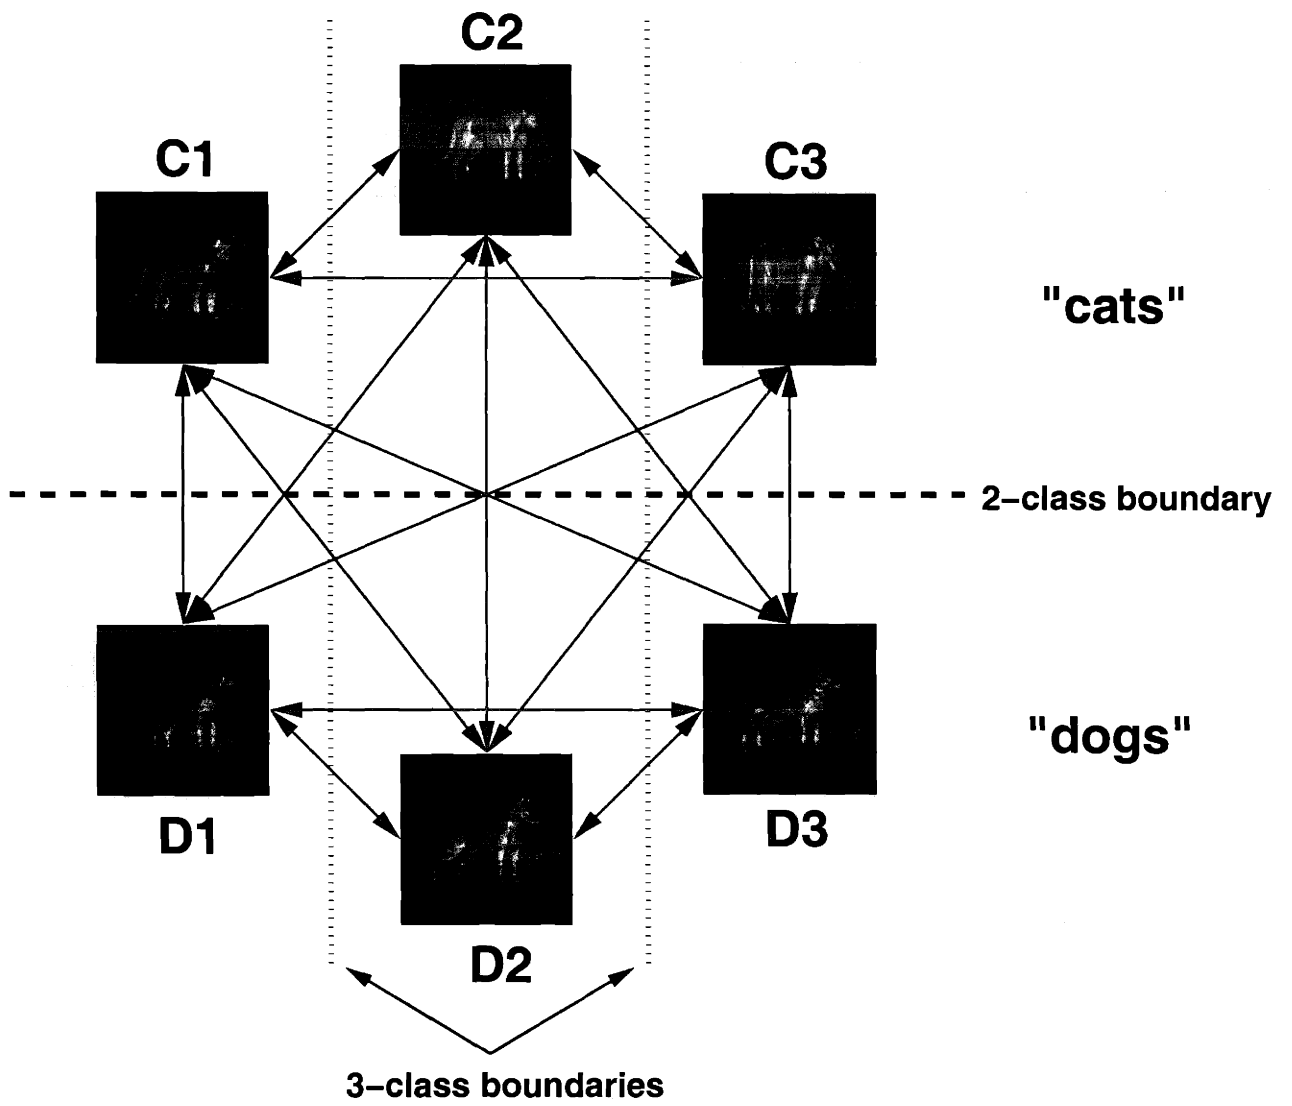 C2
C1
C3
"cats"
2–class boundary
"dogs"
D1
D3
D2
3–class boundaries